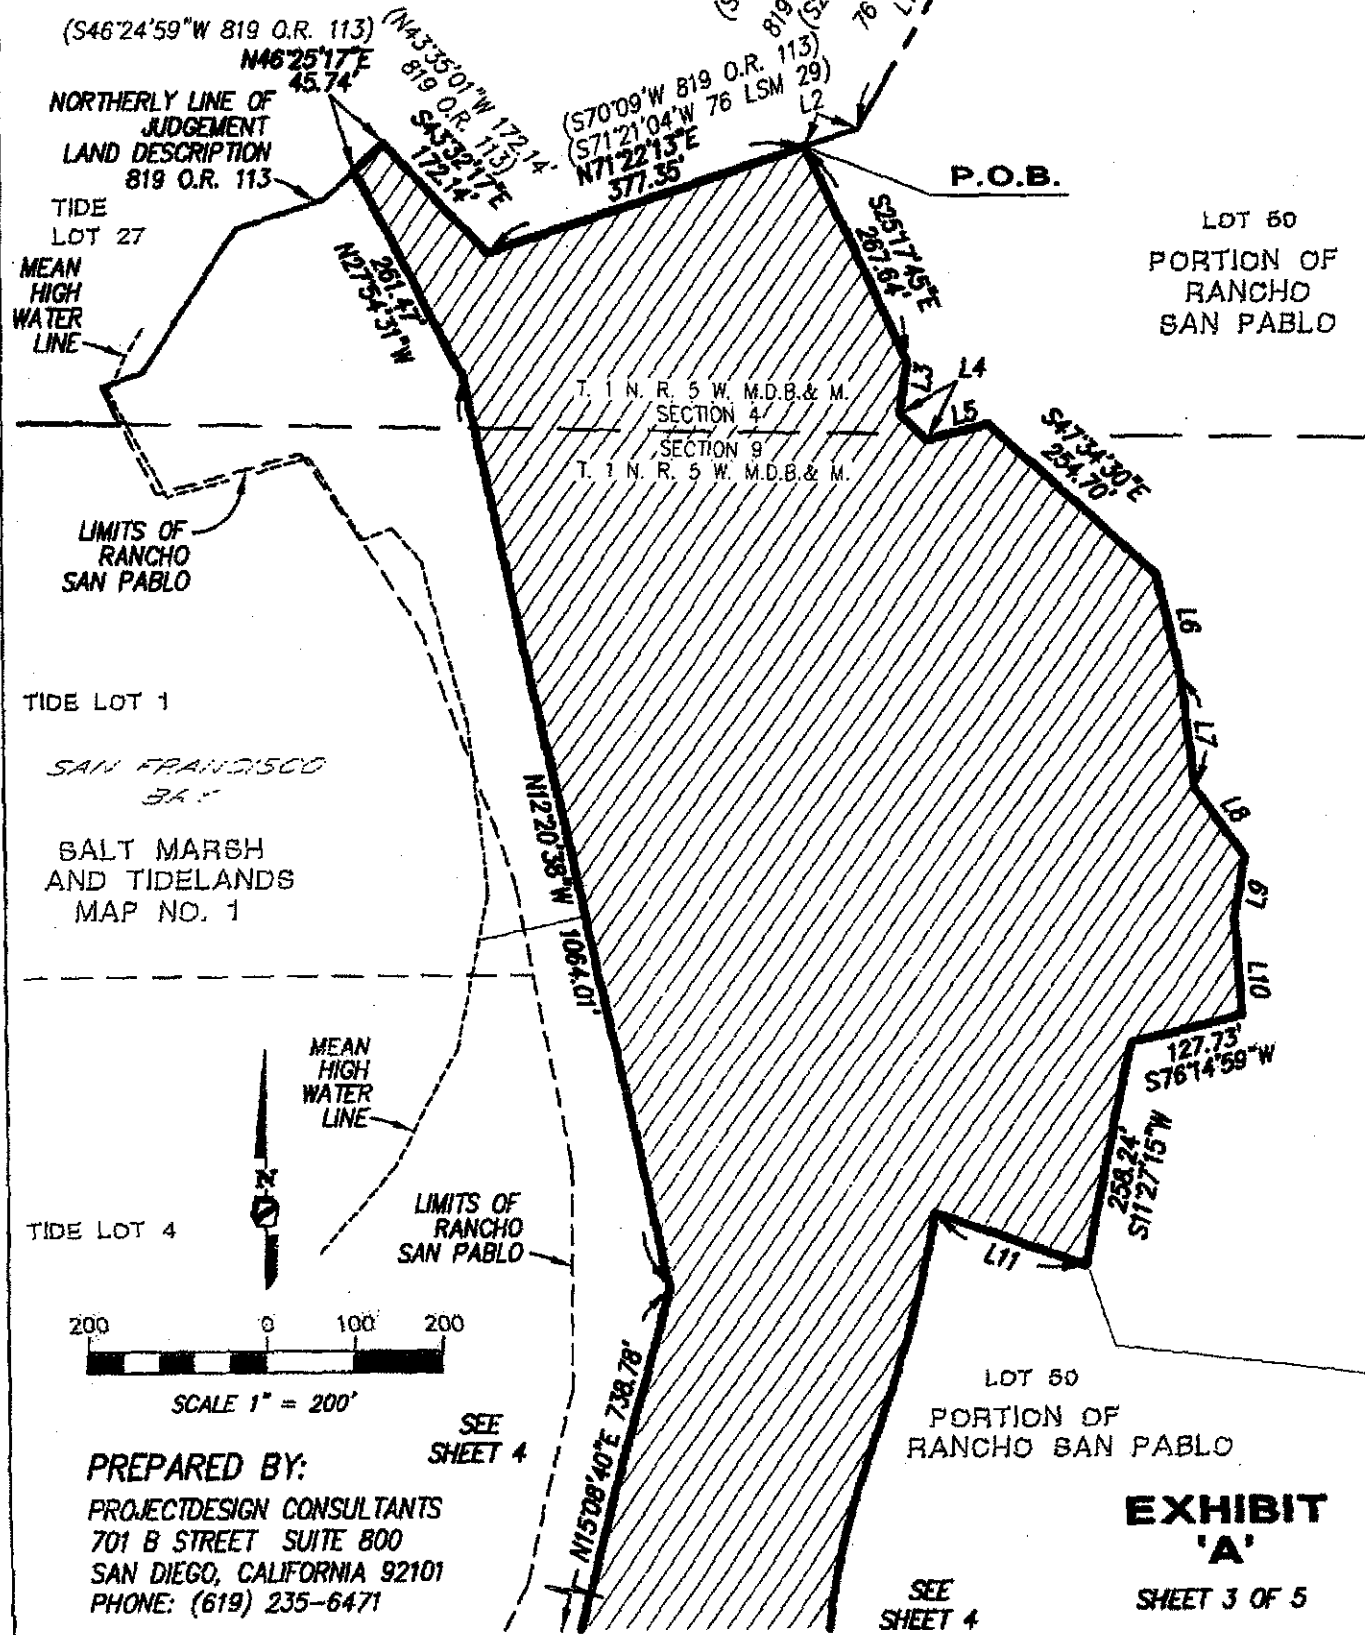 (S46°24'59"W 819 O.R. 113)
N46°25'17"E
45.74'
(N43°35'01"W 172.14'
819 O.R. 113)
S43°32'17"E
172.14'
NORTHERLY LINE OF
JUDGEMENT
LAND DESCRIPTION
819 O.R. 113
(S70°09'W 819 O.R. 113)
(S71°21'04"W 76 LSM 29)
N71°22'13"E
377.35'
819
76
L2
P.O.B.
TIDE
LOT 27
MEAN
HIGH
WATER
LINE
261.47'
N27°54'31"W
S25°17'45"E
267.64'
LOT 60
PORTION OF
RANCHO
SAN PABLO
L3
L4
L5
T. 1 N. R. 5 W. M.D.B.& M.
SECTION 4
SECTION 9
T. 1 N. R. 5 W. M.D.B.& M.
S47°34'30"E
254.70'
LIMITS OF
RANCHO
SAN PABLO
L6
L7
L8
L9
L10
TIDE LOT 1
SAN FRANCISCO
BAY
SALT MARSH
AND TIDELANDS
MAP NO. 1
N12°20'38"W 1064.01'
127.73'
S76°14'59"W
258.24'
S11°27'15"W
L11
MEAN
HIGH
WATER
LINE
N
LIMITS OF
RANCHO
SAN PABLO
TIDE LOT 4
200 0 100 200
SCALE 1" = 200'
N15°08'40"E 738.78'
SEE
SHEET 4
LOT 50
PORTION OF
RANCHO SAN PABLO
PREPARED BY:
PROJECTDESIGN CONSULTANTS
701 B STREET SUITE 800
SAN DIEGO, CALIFORNIA 92101
PHONE: (619) 235-6471
SEE
SHEET 4
EXHIBIT
'A'
SHEET 3 OF 5